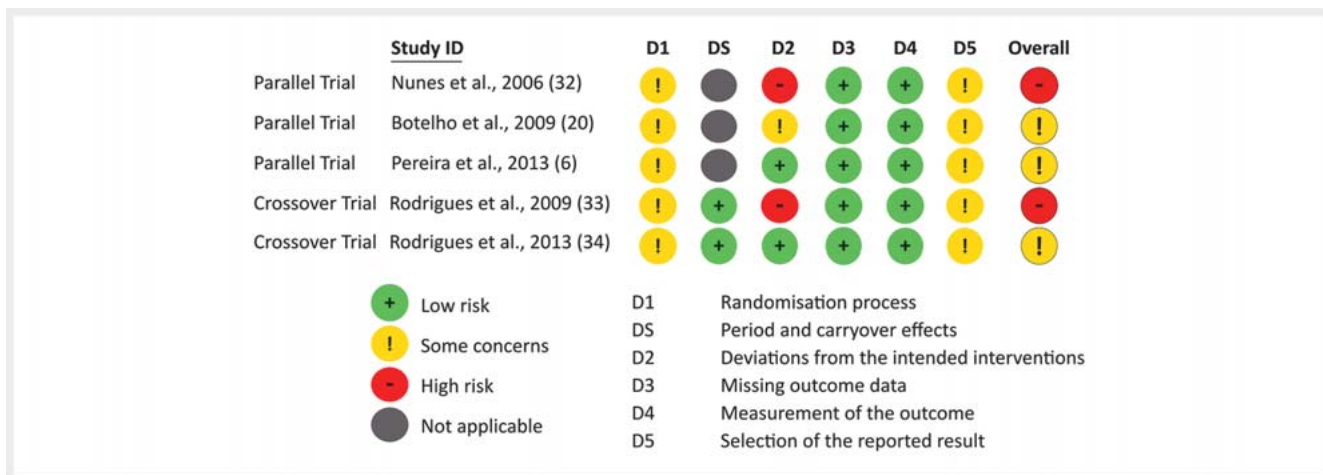 Study ID D1 DS D2 D3 D4 D5 Overall
Parallel Trial Nunes et al., 2006 (32) ! - + + ! -
Parallel Trial Botelho et al., 2009 (20) ! ! + + ! !
Parallel Trial Pereira et al., 2013 (6) ! + + + ! !
Crossover Trial Rodrigues et al., 2009 (33) ! + - + + ! -
Crossover Trial Rodrigues et al., 2013 (34) ! + + + + ! !
+ Low risk
! Some concerns
- High risk
Not applicable
D1 Randomisation process
DS Period and carryover effects
D2 Deviations from the intended interventions
D3 Missing outcome data
D4 Measurement of the outcome
D5 Selection of the reported result